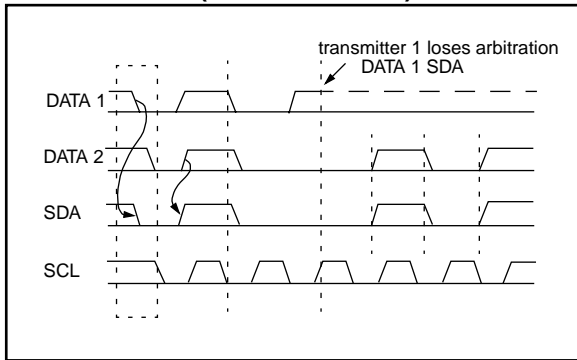 transmitter 1 loses arbitration
DATA 1 SDA
DATA 1
DATA 2
SDA
SCL